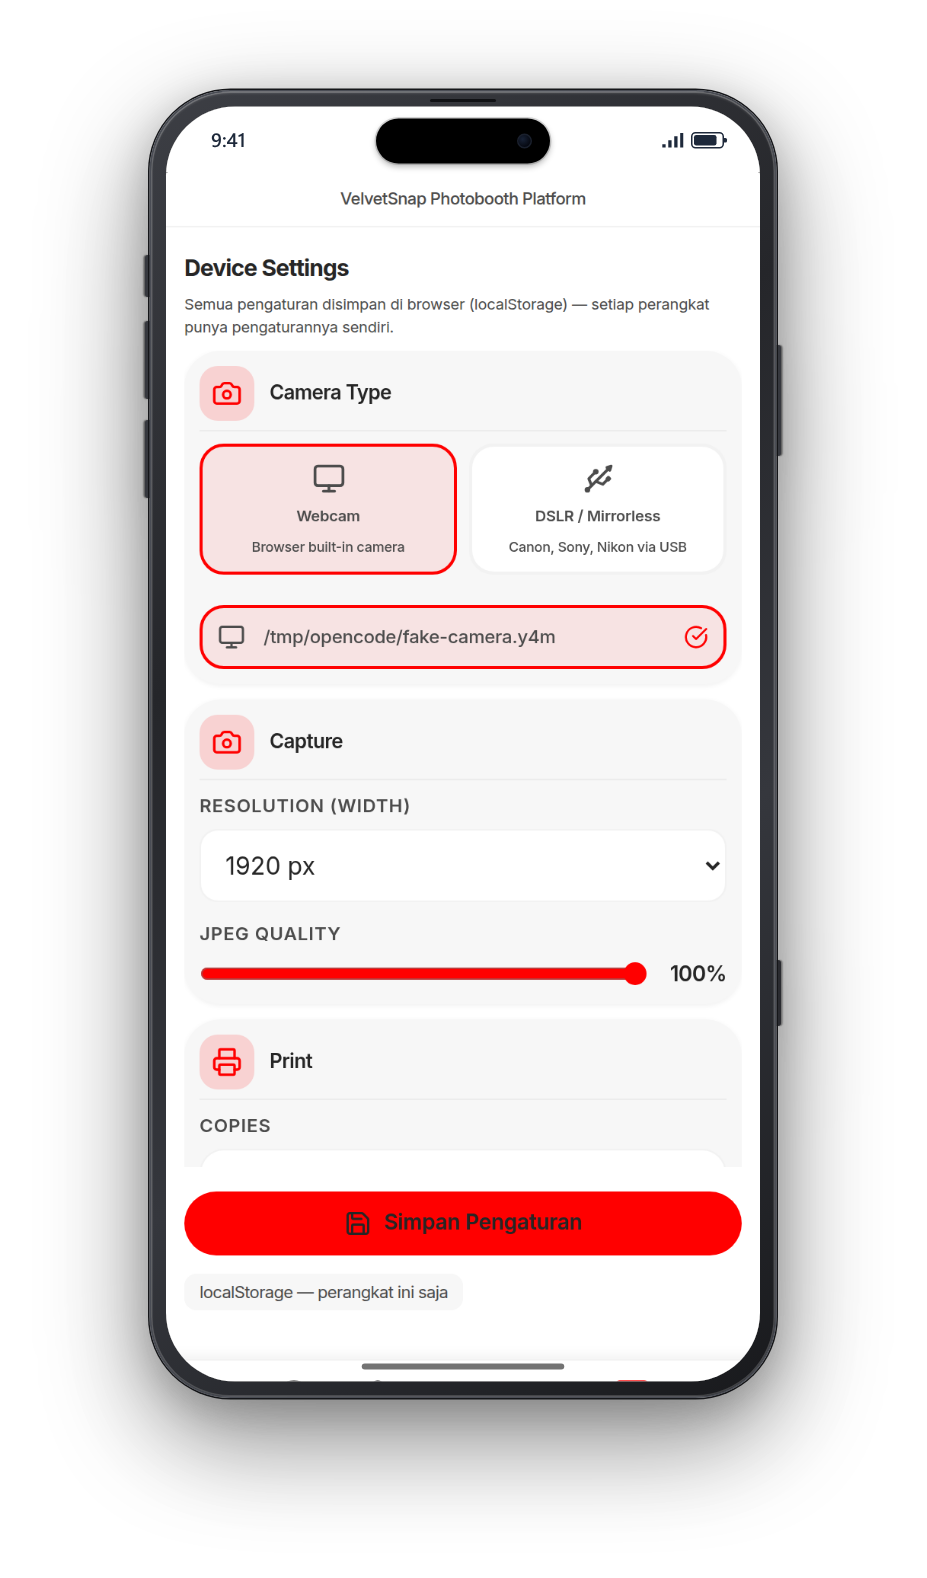 9:41
VelvetSnap Photobooth Platform
Device Settings
Semua pengaturan disimpan di browser (localStorage) — setiap perangkat
punya pengaturannya sendiri.
Camera Type
Webcam
Browser built-in camera
DSLR / Mirrorless
Canon, Sony, Nikon via USB
/tmp/opencode/fake-camera.y4m
Capture
RESOLUTION (WIDTH)
1920 px
JPEG QUALITY
100%
Print
COPIES
Simpan Pengaturan
localStorage — perangkat ini saja